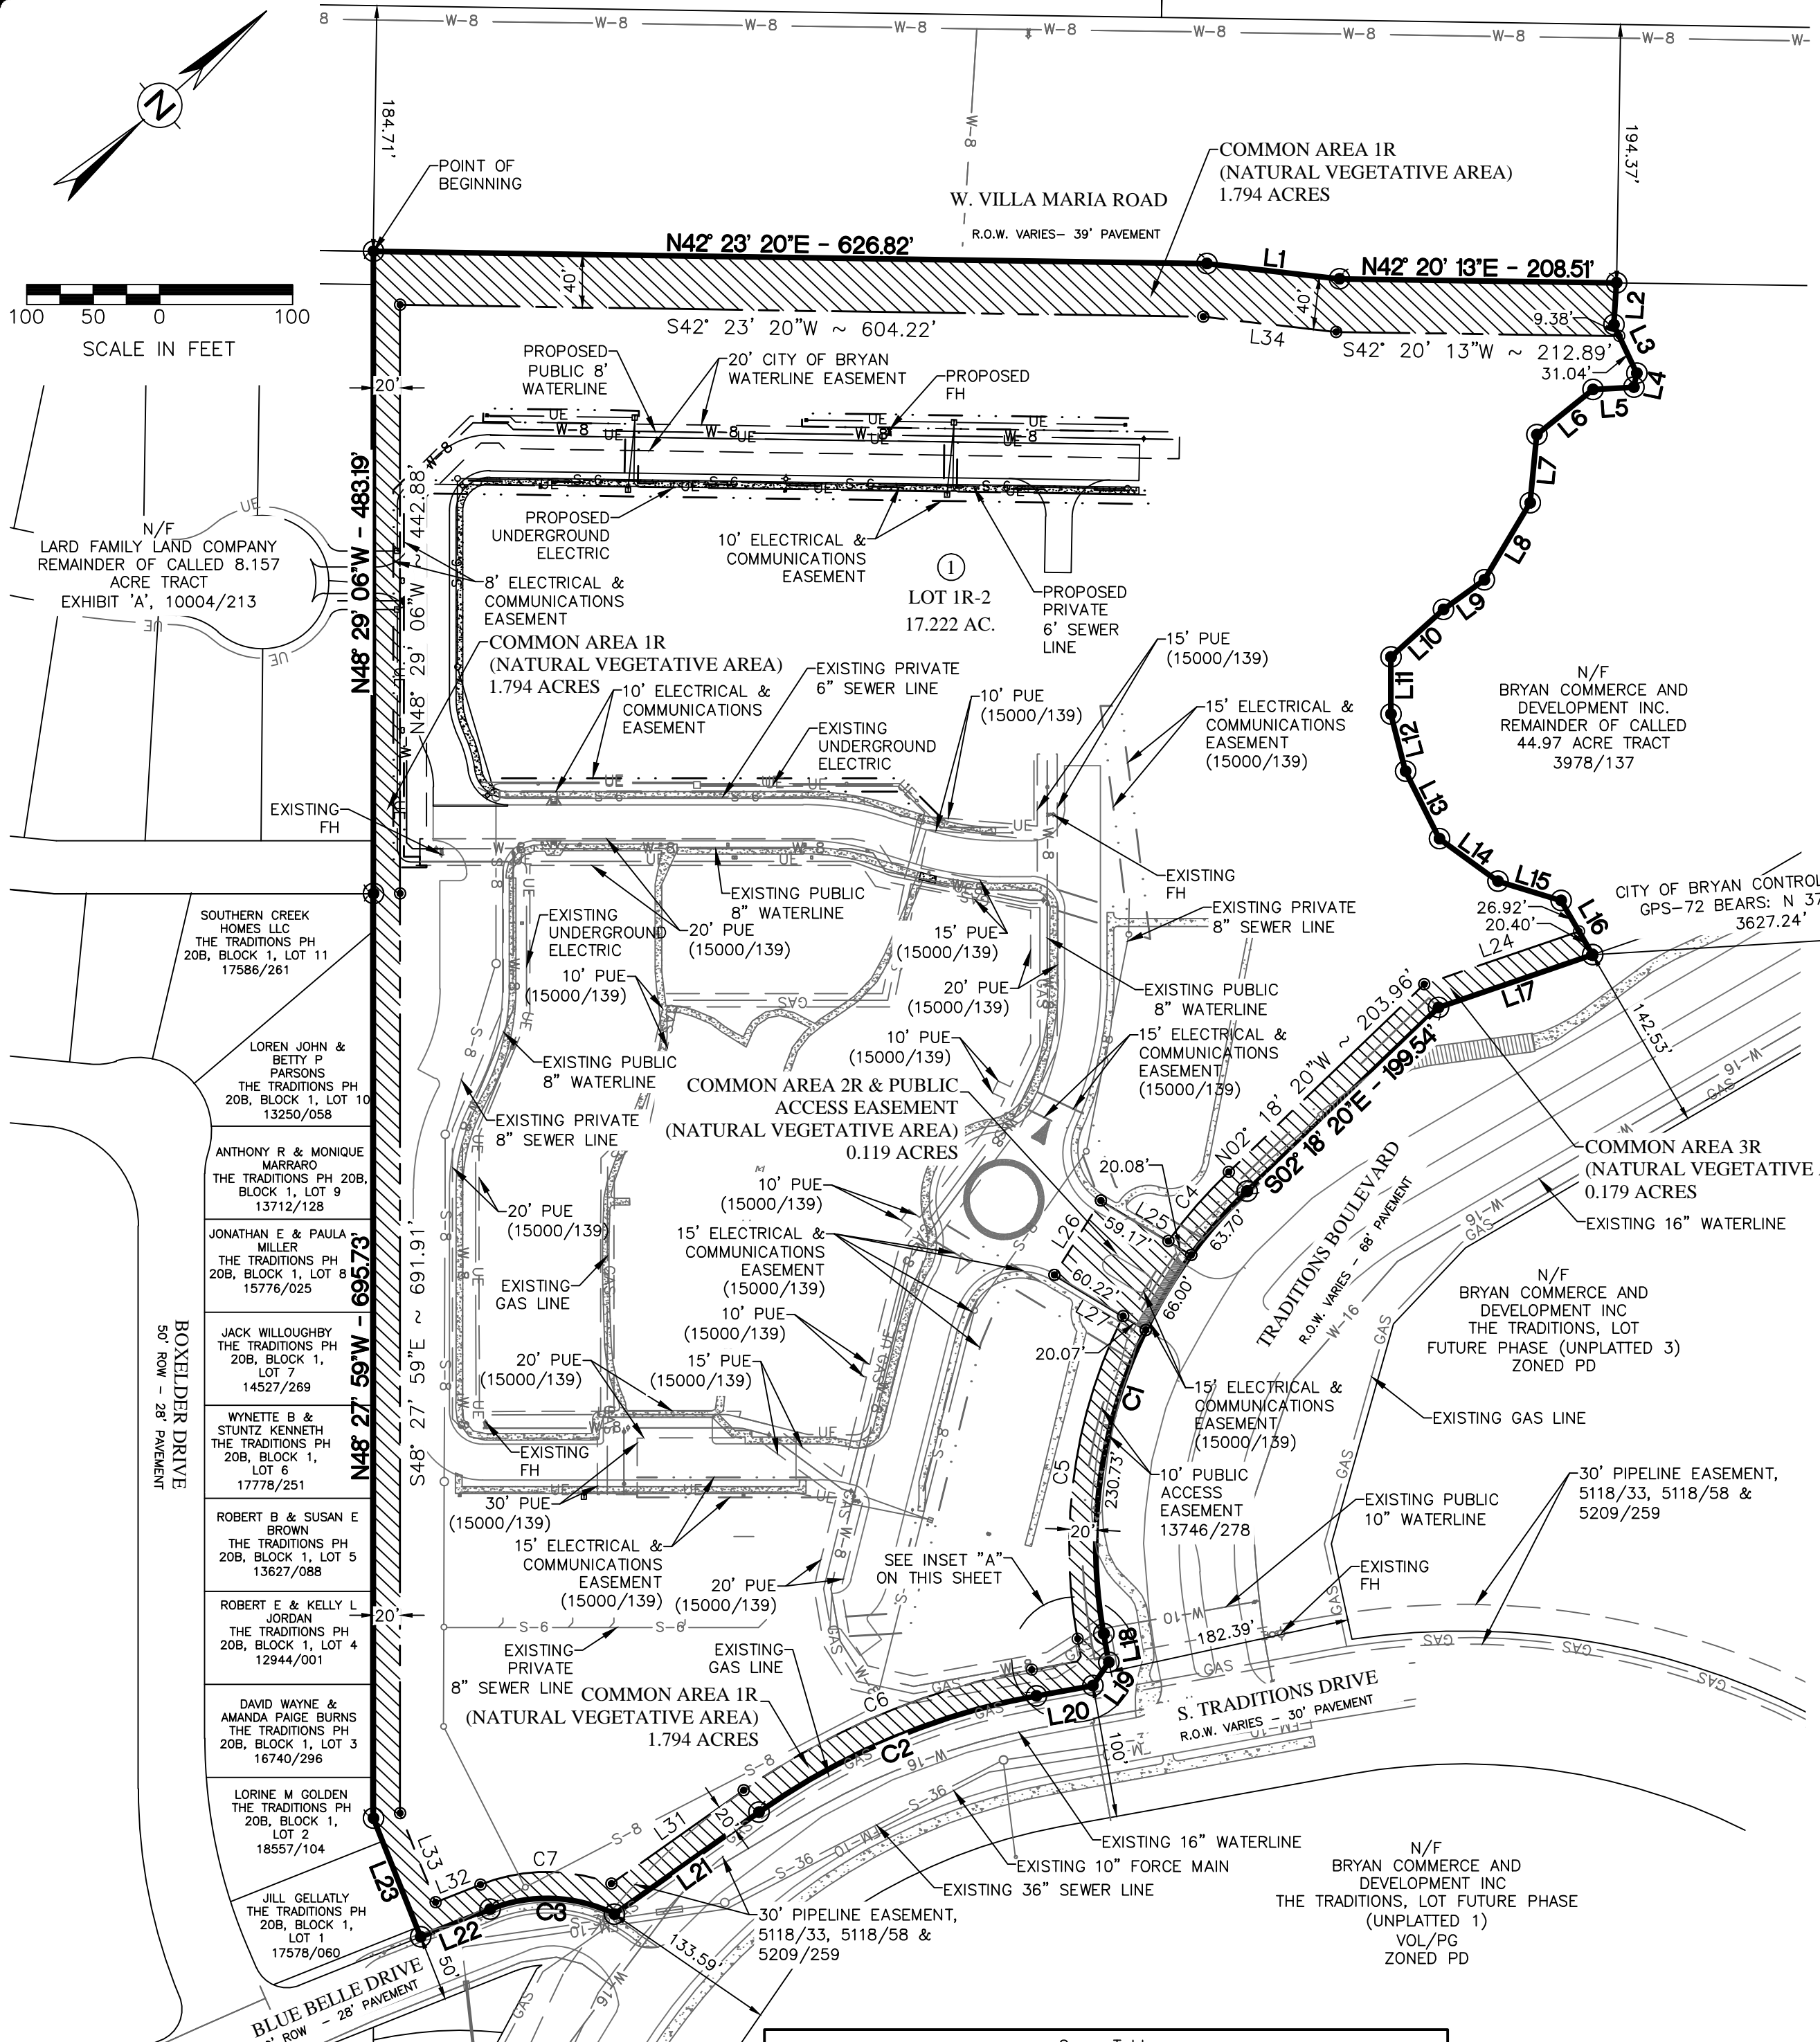 W-8 W-8 W-8 W-8 W-8 W-8 W-8 W-8 W-8 W-8
N
184.71'
194.37'
W-8
POINT OF
BEGINNING
COMMON AREA 1R
(NATURAL VEGETATIVE AREA)
1.794 ACRES
W. VILLA MARIA ROAD
R.O.W. VARIES- 39' PAVEMENT
N42° 23' 20"E - 626.82'
L1
N42° 20' 13"E - 208.51'
L2
9.38'
L3
31.04'
L4
L5
L6
L7
L8
L9
L10
L11
L12
L13
L14
L15
L16
40'
40'
S42° 23' 20"W ~ 604.22'
L34
S42° 20' 13"W ~ 212.89'
100 50 0 100
SCALE IN FEET
20'
PROPOSED
PUBLIC 8'
WATERLINE
20' CITY OF BRYAN
WATERLINE EASEMENT
PROPOSED
FH
UE
W-8
S-6
N48° 29' 06"W - 483.19'
N48° 29' 06"W ~ 442.88'
N/F
LARD FAMILY LAND COMPANY
REMAINDER OF CALLED 8.157
ACRE TRACT
EXHIBIT 'A', 10004/213
UE
UE
UE
PROPOSED
UNDERGROUND
ELECTRIC
10' ELECTRICAL &
COMMUNICATIONS
EASEMENT
1
LOT 1R-2
17.222 AC.
PROPOSED
PRIVATE
6' SEWER
LINE
8' ELECTRICAL &
COMMUNICATIONS
EASEMENT
COMMON AREA 1R
(NATURAL VEGETATIVE AREA)
1.794 ACRES
10' ELECTRICAL &
COMMUNICATIONS
EASEMENT
EXISTING PRIVATE
6" SEWER LINE
EXISTING
UNDERGROUND
ELECTRIC
10' PUE
(15000/139)
15' PUE
(15000/139)
15' ELECTRICAL &
COMMUNICATIONS
EASEMENT
(15000/139)
N/F
BRYAN COMMERCE AND
DEVELOPMENT INC.
REMAINDER OF CALLED
44.97 ACRE TRACT
3978/137
EXISTING
FH
EXISTING
UNDERGROUND
ELECTRIC
EXISTING PUBLIC
8" WATERLINE
20' PUE
(15000/139)
15' PUE
(15000/139)
EXISTING
FH
EXISTING PRIVATE
8" SEWER LINE
26.92'
20.40'
L24
CITY OF BRYAN CONTROL
GPS-72 BEARS: N 37
3627.24'
SOUTHERN CREEK
HOMES LLC
THE TRADITIONS PH
20B, BLOCK 1, LOT 11
17586/261
10' PUE
(15000/139)
20' PUE
(15000/139)
GAS
EXISTING PUBLIC
8" WATERLINE
L17
142.53'
N02° 18' 20"W ~ 203.96'
S02° 18' 20"E - 199.54'
LOREN JOHN &
BETTY P
PARSONS
THE TRADITIONS PH
20B, BLOCK 1, LOT 10
13250/058
EXISTING PUBLIC
8" WATERLINE
10' PUE
(15000/139)
15' ELECTRICAL &
COMMUNICATIONS
EASEMENT
(15000/139)
COMMON AREA 2R & PUBLIC
ACCESS EASEMENT
(NATURAL VEGETATIVE AREA)
0.119 ACRES
EXISTING PRIVATE
8" SEWER LINE
ANTHONY R & MONIQUE
MARRARO
THE TRADITIONS PH 20B,
BLOCK 1, LOT 9
13712/128
20' PUE
(15000/139)
10' PUE
(15000/139)
20.08'
C4
L25
L26
59.17'
63.70'
60.22'
L27
66.00'
20.07'
COMMON AREA 3R
(NATURAL VEGETATIVE
0.179 ACRES
EXISTING 16" WATERLINE
TRADITIONS BOULEVARD
R.O.W. VARIES - 68' PAVEMENT
W-16
GAS
JONATHAN E & PAULA
MILLER
THE TRADITIONS PH
20B, BLOCK 1, LOT 8
15776/025
15' ELECTRICAL &
COMMUNICATIONS
EASEMENT
(15000/139)
EXISTING
GAS LINE
10' PUE
(15000/139)
N/F
BRYAN COMMERCE AND
DEVELOPMENT INC
THE TRADITIONS, LOT
FUTURE PHASE (UNPLATTED 3)
ZONED PD
N48° 27' 59"W - 695.73'
S48° 27' 59"E ~ 691.91'
BOXELDER DRIVE
50' ROW - 28' PAVEMENT
JACK WILLOUGHBY
THE TRADITIONS PH
20B, BLOCK 1,
LOT 7
14527/269
20' PUE
(15000/139)
15' PUE
(15000/139)
C1
15' ELECTRICAL &
COMMUNICATIONS
EASEMENT
(15000/139)
EXISTING GAS LINE
WYNETTE B &
STUNTZ KENNETH
THE TRADITIONS PH
20B, BLOCK 1,
LOT 6
17778/251
EXISTING
FH
C5
230.73'
10' PUBLIC
ACCESS
EASEMENT
13746/278
30' PIPELINE EASEMENT,
5118/33, 5118/58 &
5209/259
30' PUE
(15000/139)
EXISTING PUBLIC
10" WATERLINE
ROBERT B & SUSAN E
BROWN
THE TRADITIONS PH
20B, BLOCK 1, LOT 5
13627/088
15' ELECTRICAL &
COMMUNICATIONS
EASEMENT
(15000/139)
20' PUE
(15000/139)
20'
SEE INSET "A"
ON THIS SHEET
EXISTING
FH
ROBERT E & KELLY L
JORDAN
THE TRADITIONS PH
20B, BLOCK 1, LOT 4
12944/001
20'
S-6 S-6
W-10
182.39'
L18
L19
L20
EXISTING
PRIVATE
8" SEWER LINE
EXISTING
GAS LINE
COMMON AREA 1R
(NATURAL VEGETATIVE AREA)
1.794 ACRES
DAVID WAYNE &
AMANDA PAIGE BURNS
THE TRADITIONS PH
20B, BLOCK 1, LOT 3
16740/296
C6
C2
W-16
S. TRADITIONS DRIVE
R.O.W. VARIES - 30' PAVEMENT
100'
LORINE M GOLDEN
THE TRADITIONS PH
20B, BLOCK 1,
LOT 2
18557/104
S-8
L31
20'
L21
S-36
FM-10
EXISTING 16" WATERLINE
EXISTING 10" FORCE MAIN
EXISTING 36" SEWER LINE
L33
L32
C7
L23
L22
C3
JILL GELLATLY
THE TRADITIONS PH
20B, BLOCK 1,
LOT 1
17578/060
30' PIPELINE EASEMENT,
5118/33, 5118/58 &
5209/259
N/F
BRYAN COMMERCE AND
DEVELOPMENT INC
THE TRADITIONS, LOT FUTURE PHASE
(UNPLATTED 1)
VOL/PG
ZONED PD
133.59'
50'
BLUE BELLE DRIVE
ROW - 28' PAVEMENT
GAS
W-16